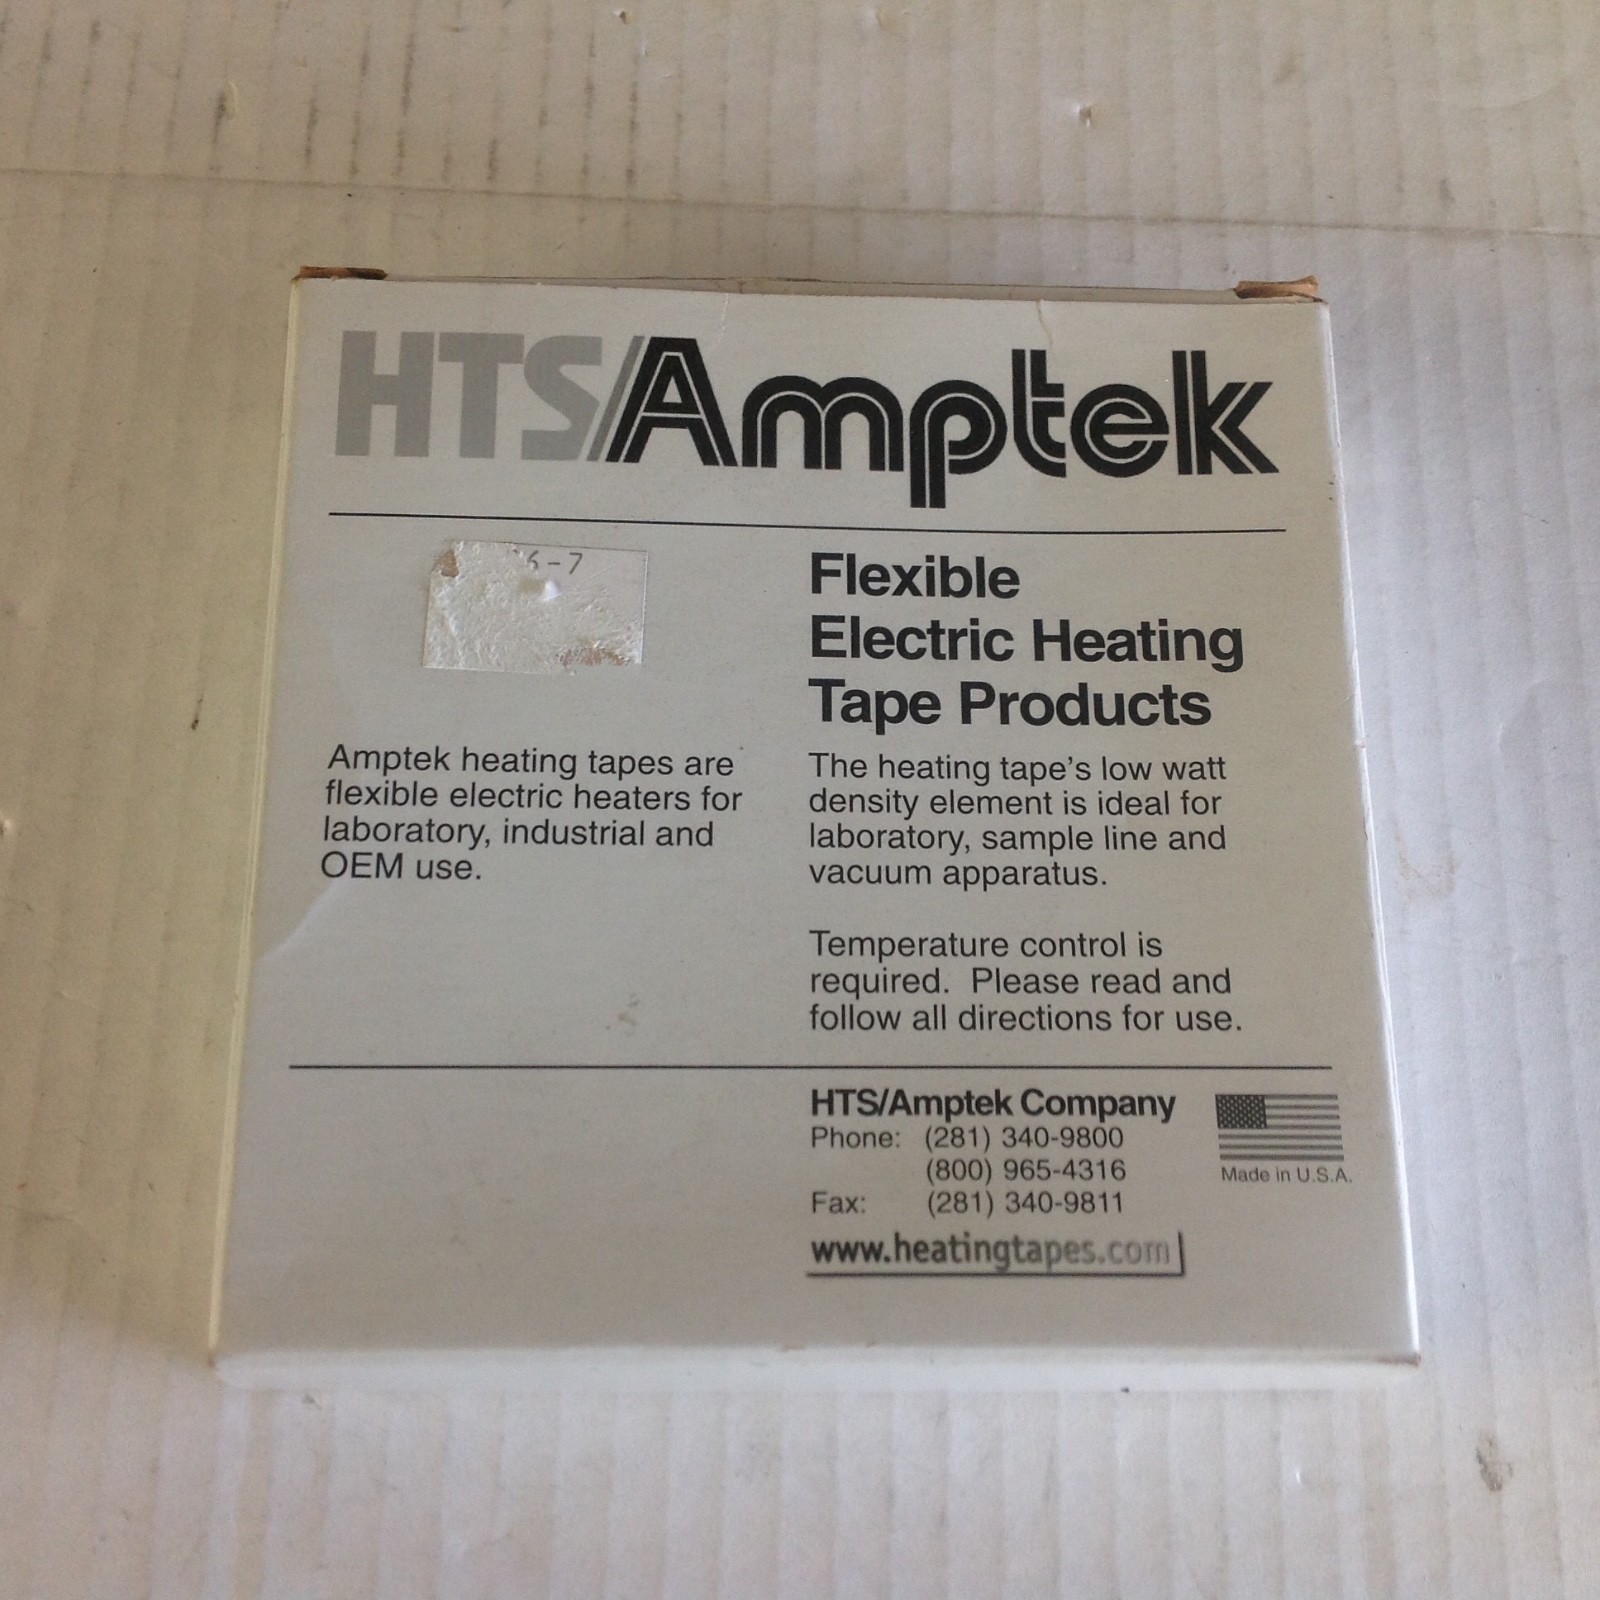 HTS/Amptek
6-7
Flexible
Electric Heating
Tape Products
Amptek heating tapes are
flexible electric heaters for
laboratory, industrial and
OEM use.
The heating tape's low watt
density element is ideal for
laboratory, sample line and
vacuum apparatus.
Temperature control is
required. Please read and
follow all directions for use.
HTS/Amptek Company
Phone: (281) 340-9800
(800) 965-4316
Fax: (281) 340-9811
www.heatingtapes.com
Made in U.S.A.